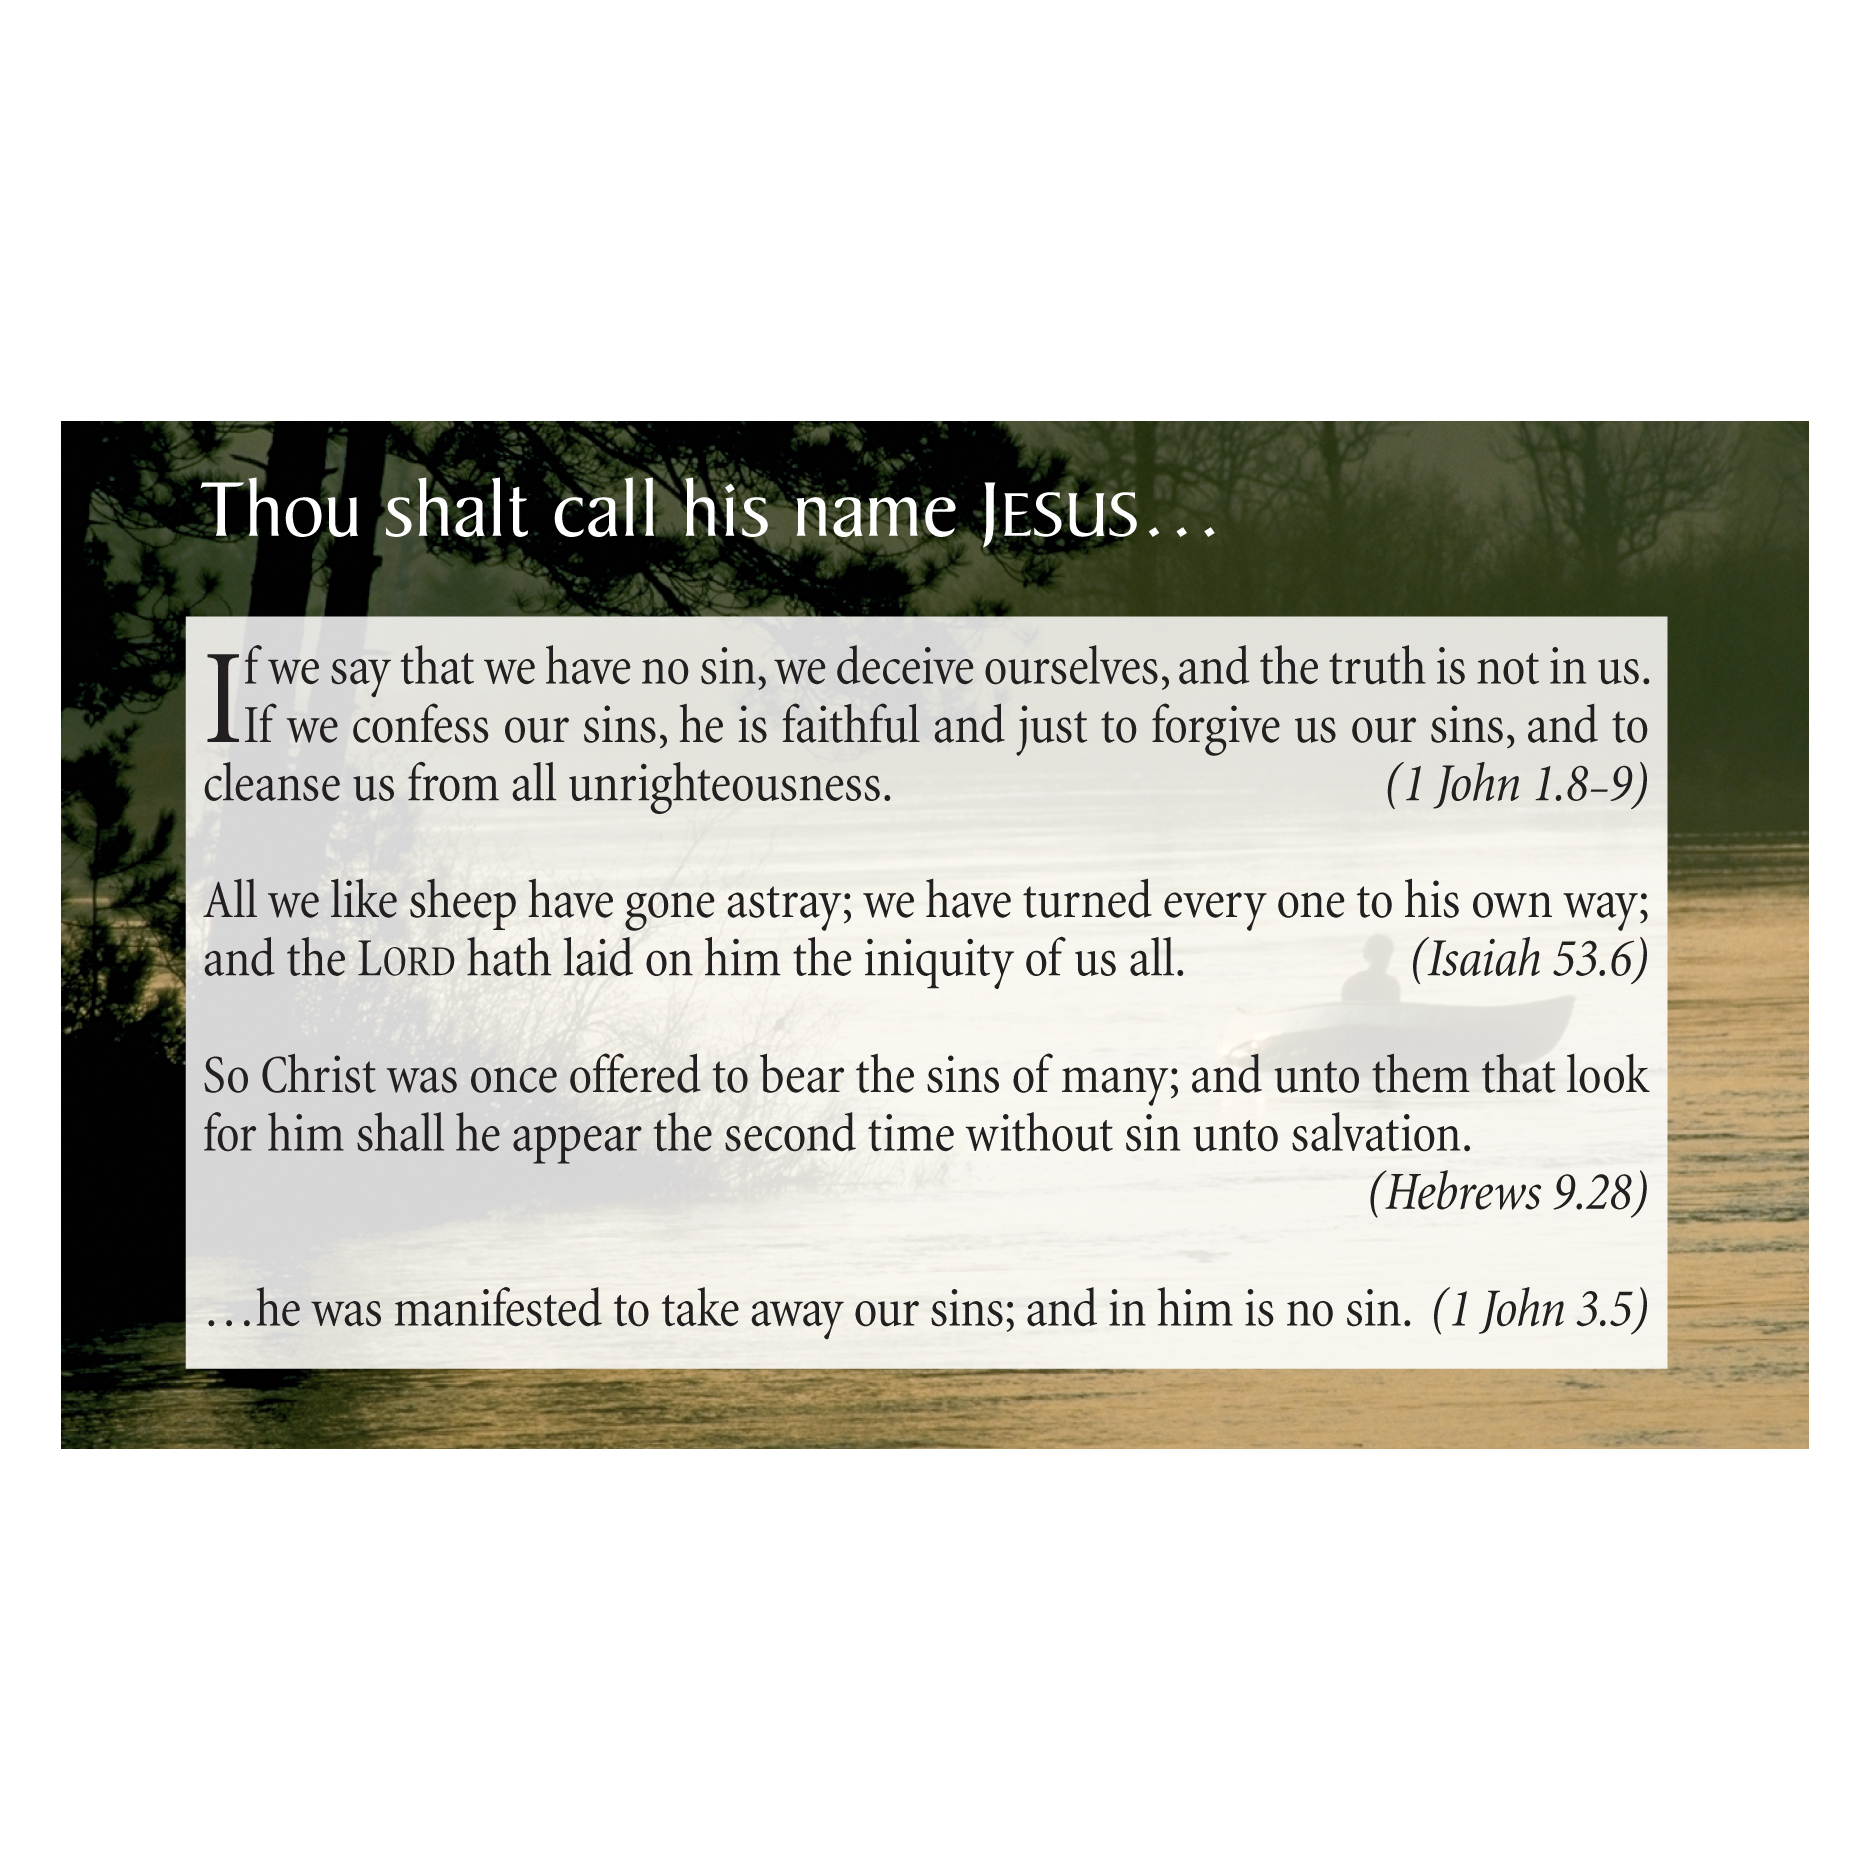 Thou shalt call his name JESUS…
If we say that we have no sin, we deceive ourselves, and the truth is not in us.
If we confess our sins, he is faithful and just to forgive us our sins, and to
cleanse us from all unrighteousness. (1 John 1.8–9)
All we like sheep have gone astray; we have turned every one to his own way;
and the LORD hath laid on him the iniquity of us all. (Isaiah 53.6)
So Christ was once offered to bear the sins of many; and unto them that look
for him shall he appear the second time without sin unto salvation.
(Hebrews 9.28)
…he was manifested to take away our sins; and in him is no sin. (1 John 3.5)